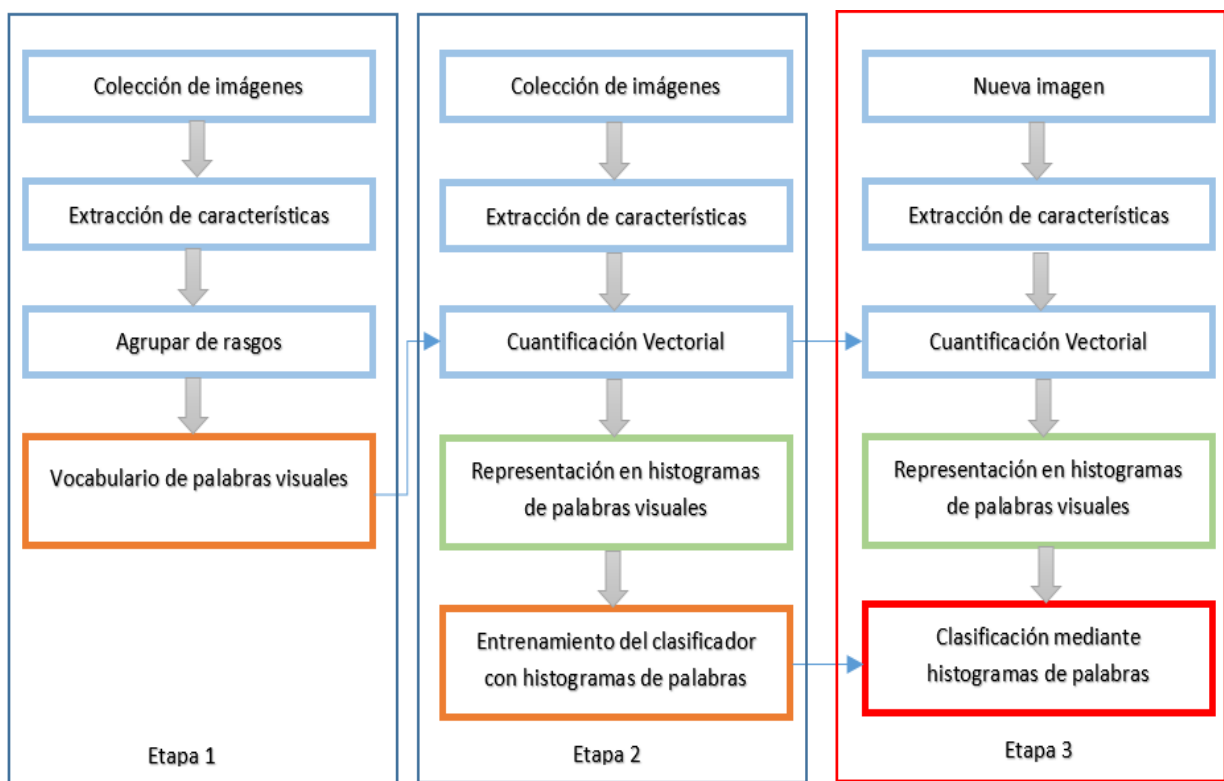 Colección de imágenes
Extracción de características
Agrupar de rasgos
Vocabulario de palabras visuales
Etapa 1
Colección de imágenes
Extracción de características
Cuantificación Vectorial
Representación en histogramas
de palabras visuales
Entrenamiento del clasificador
con histogramas de palabras
Etapa 2
Nueva imagen
Extracción de características
Cuantificación Vectorial
Representación en histogramas
de palabras visuales
Clasificación mediante
histogramas de palabras
Etapa 3